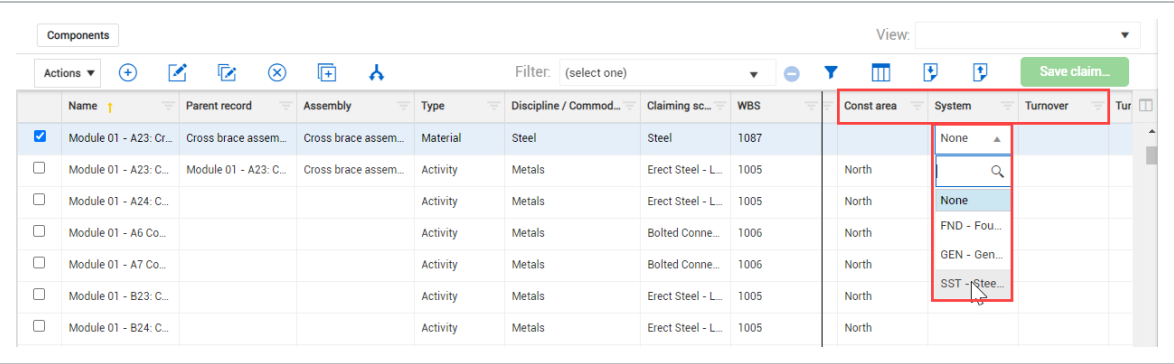 Components View:
Actions Filter: (select one) Save claim...
Name Parent record Assembly Type Discipline / Commod... Claiming sc... WBS Const area System Turnover Tur
Module 01 - A23: Cr... Cross brace assem... Cross brace assem... Material Steel Steel 1087 None
Module 01 - A23: C... Module 01 - A23: C... Cross brace assem... Activity Metals Erect Steel - L... 1005 North
Module 01 - A24: C... Activity Metals Erect Steel - L... 1005 North None
Module 01 - A6 Co... Activity Metals Bolted Conne... 1006 North FND - Fou...
Module 01 - A7 Co... Activity Metals Bolted Conne... 1006 North GEN - Gen...
Module 01 - B23: C... Activity Metals Erect Steel - L... 1005 North SST - Stee...
Module 01 - B24: C... Activity Metals Erect Steel - L... 1005 North